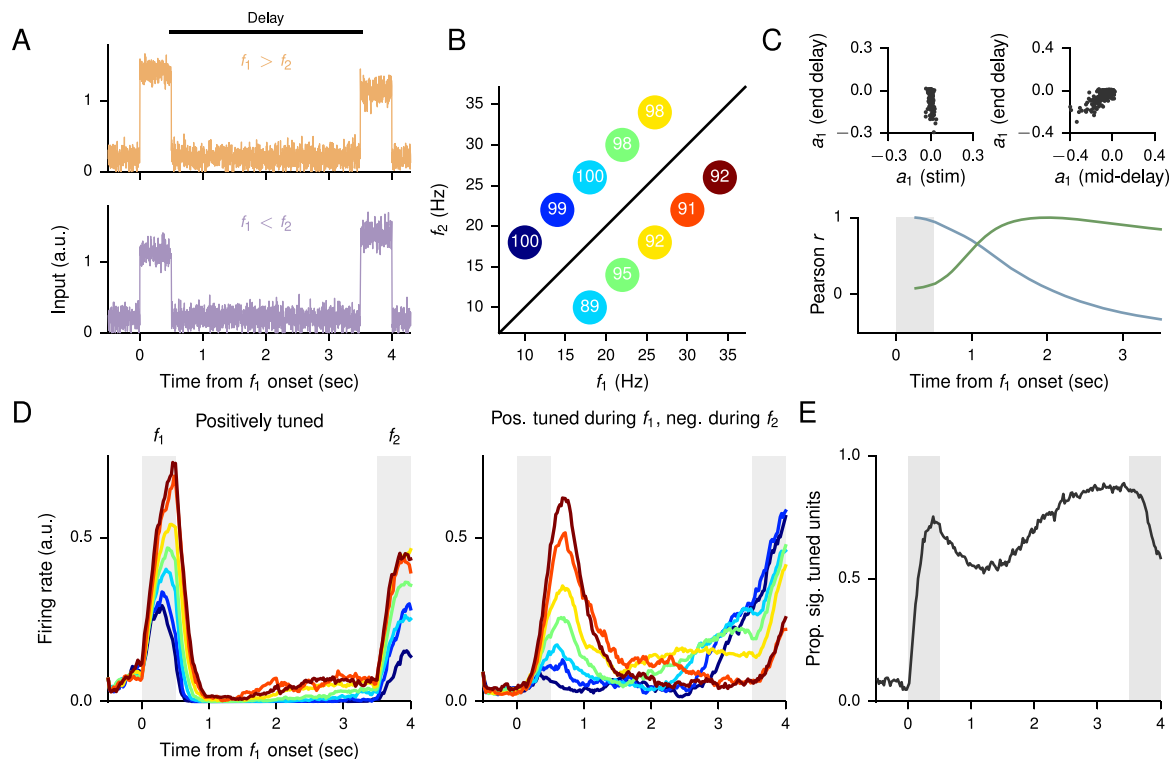 A
Delay
f1 > f2
1
0
f1 < f2
1
0
Input (a.u.)
0 1 2 3 4
Time from f1 onset (sec)
B
35
30
25
20
15
10
f2 (Hz)
98
98
100
92
99
91
100
92
95
89
10 15 20 25 30 35
f1 (Hz)
C
0.3
0.0
−0.3
a1 (end delay)
−0.3 0.0 0.3
a1 (stim)
0.4
0.0
−0.4
a1 (end delay)
−0.4 0.0 0.4
a1 (mid-delay)
1
0
Pearson r
0 1 2 3
Time from f1 onset (sec)
D
Positively tuned
f1
f2
0.5
0.0
Firing rate (a.u.)
0 1 2 3 4
Time from f1 onset (sec)
Pos. tuned during f1, neg. during f2
0.5
0.0
0 1 2 3 4
E
1.0
0.5
0.0
Prop. sig. tuned units
0 1 2 3 4